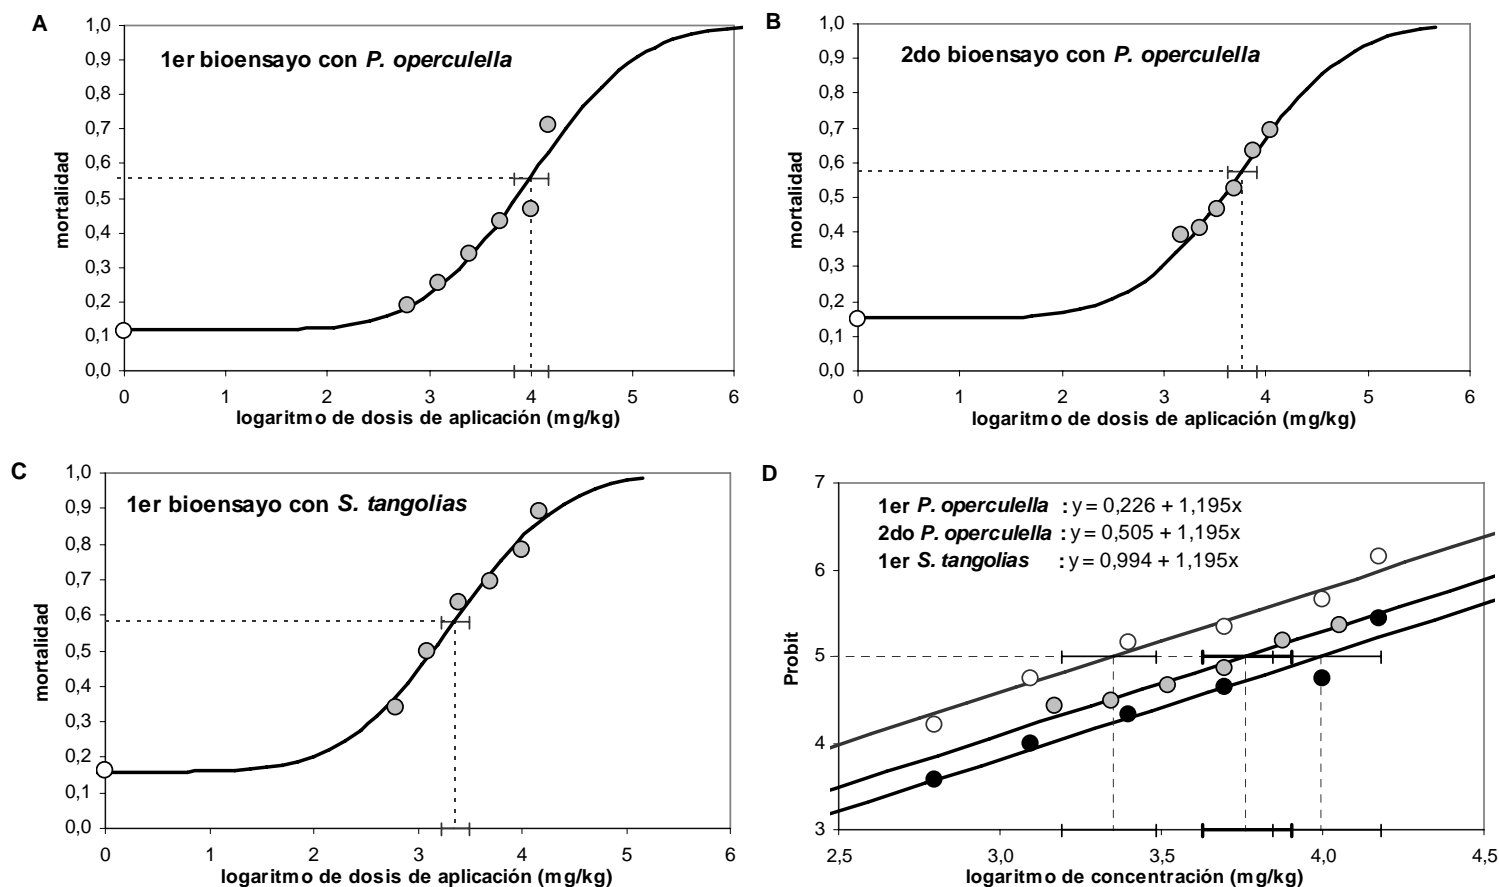 A
1er bioensayo con P. operculella
mortalidad
1,0
0,9
0,8
0,7
0,6
0,5
0,4
0,3
0,2
0,1
0,0
0 1 2 3 4 5 6
logaritmo de dosis de aplicación (mg/kg)
B
2do bioensayo con P. operculella
mortalidad
1,0
0,9
0,8
0,7
0,6
0,5
0,4
0,3
0,2
0,1
0,0
0 1 2 3 4 5 6
logaritmo de dosis de aplicación (mg/kg)
C
1er bioensayo con S. tangolias
mortalidad
1,0
0,9
0,8
0,7
0,6
0,5
0,4
0,3
0,2
0,1
0,0
0 1 2 3 4 5 6
logaritmo de dosis de aplicación (mg/kg)
D
1er P. operculella : y = 0,226 + 1,195x
2do P. operculella : y = 0,505 + 1,195x
1er S. tangolias : y = 0,994 + 1,195x
Probit
7
6
5
4
3
2,5 3,0 3,5 4,0 4,5
logaritmo de concentración (mg/kg)